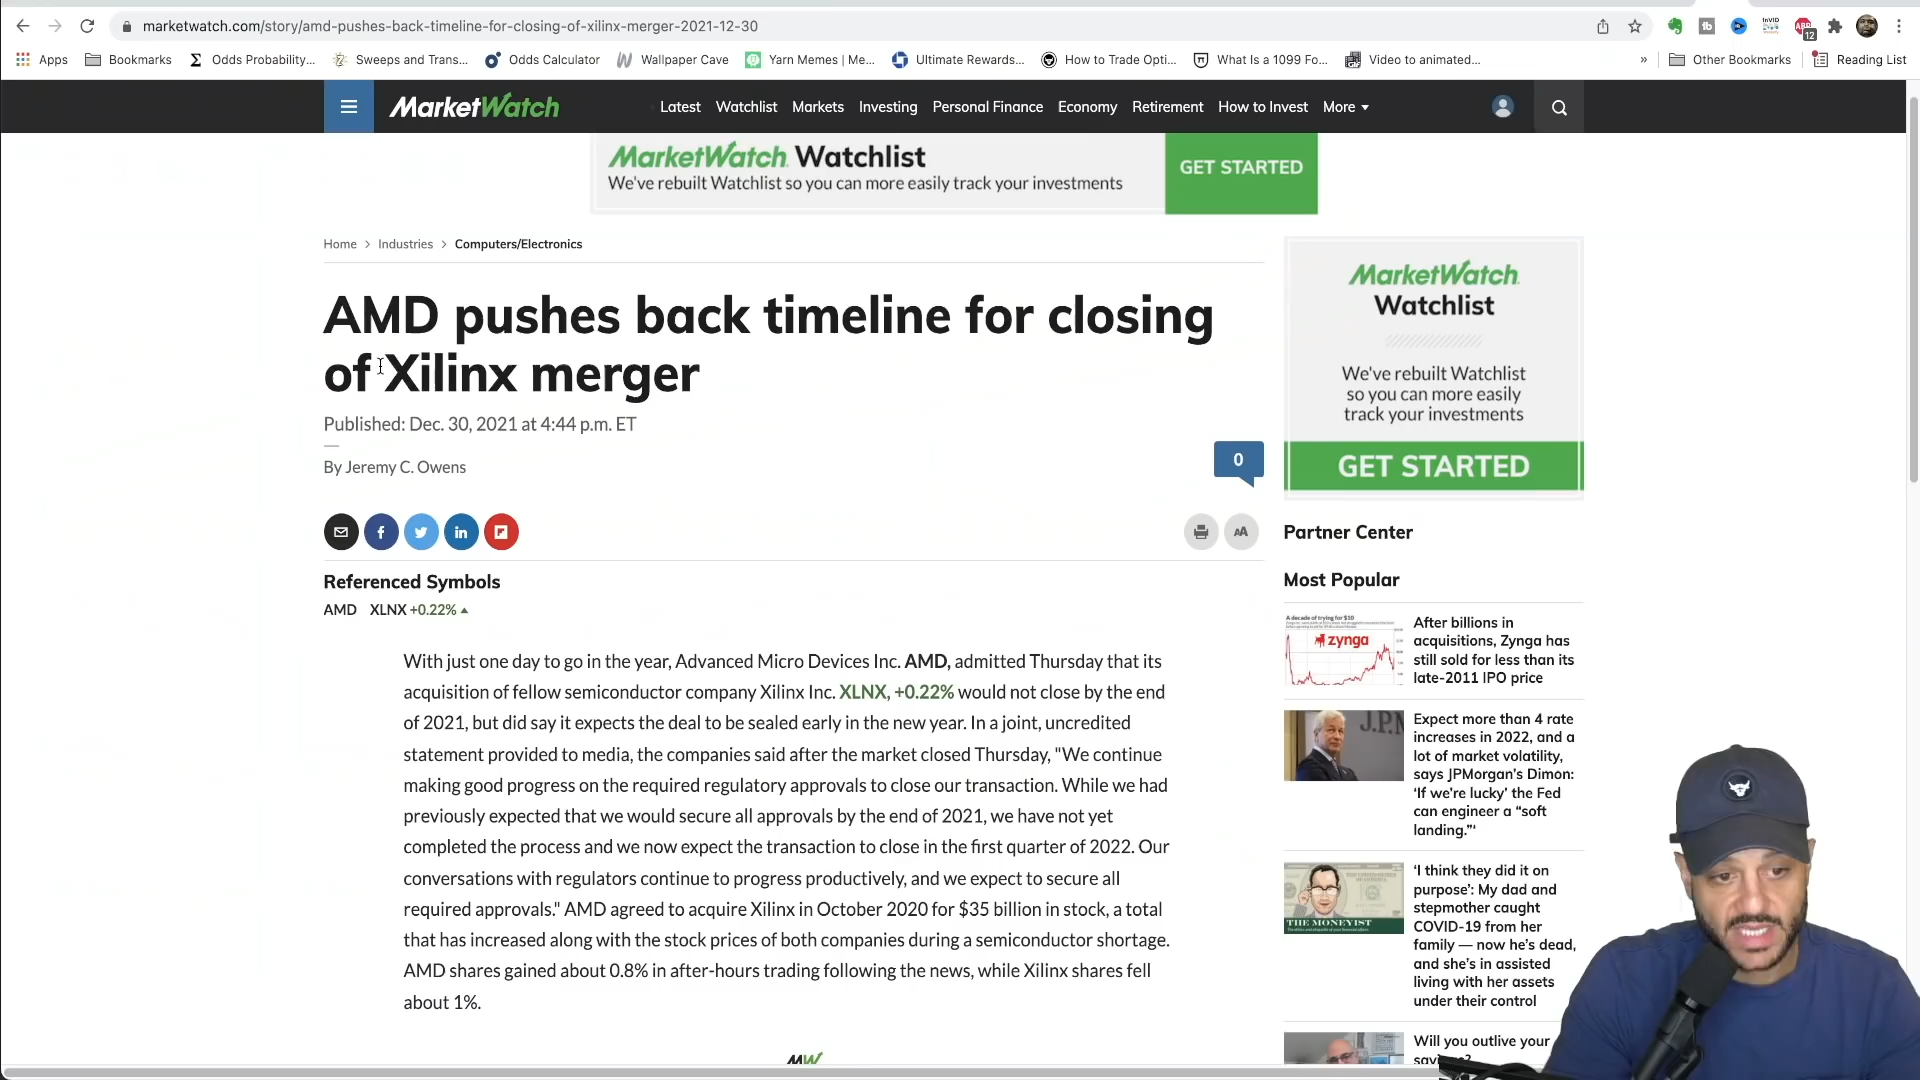 marketwatch.com/story/amd-pushes-back-timeline-for-closing-of-xilinx-merger-2021-12-30
12
Apps Bookmarks Odds Probability... Sweeps and Trans... Odds Calculator Wallpaper Cave Yarn Memes | Me... Ultimate Rewards... How to Trade Opti... What Is a 1099 Fo... Video to animated... » Other Bookmarks Reading List
MarketWatch Latest Watchlist Markets Investing Personal Finance Economy Retirement How to Invest More
MarketWatch Watchlist
We've rebuilt Watchlist so you can more easily track your investments
GET STARTED
Home > Industries > Computers/Electronics
AMD pushes back timeline for closing
of Xilinx merger
Published: Dec. 30, 2021 at 4:44 p.m. ET
By Jeremy C. Owens
0
Referenced Symbols
AMD XLNX +0.22%
With just one day to go in the year, Advanced Micro Devices Inc. AMD, admitted Thursday that its
acquisition of fellow semiconductor company Xilinx Inc. XLNX, +0.22% would not close by the end
of 2021, but did say it expects the deal to be sealed early in the new year. In a joint, uncredited
statement provided to media, the companies said after the market closed Thursday, "We continue
making good progress on the required regulatory approvals to close our transaction. While we had
previously expected that we would secure all approvals by the end of 2021, we have not yet
completed the process and we now expect the transaction to close in the first quarter of 2022. Our
conversations with regulators continue to progress productively, and we expect to secure all
required approvals." AMD agreed to acquire Xilinx in October 2020 for $35 billion in stock, a total
that has increased along with the stock prices of both companies during a semiconductor shortage.
AMD shares gained about 0.8% in after-hours trading following the news, while Xilinx shares fell
about 1%.
MW
MarketWatch
Watchlist
We've rebuilt Watchlist
so you can more easily
track your investments
GET STARTED
Partner Center
Most Popular
A decade of trying for $10
zynga
After billions in
acquisitions, Zynga has
still sold for less than its
late-2011 IPO price
J.P.M
Expect more than 4 rate
increases in 2022, and a
lot of market volatility,
says JPMorgan's Dimon:
'If we're lucky' the Fed
can engineer a “soft
landing.”'
THE MONEYIST
'I think they did it on
purpose': My dad and
stepmother caught
COVID-19 from her
family — now he's dead,
and she's in assisted
living with her assets
under their control
Will you outlive your